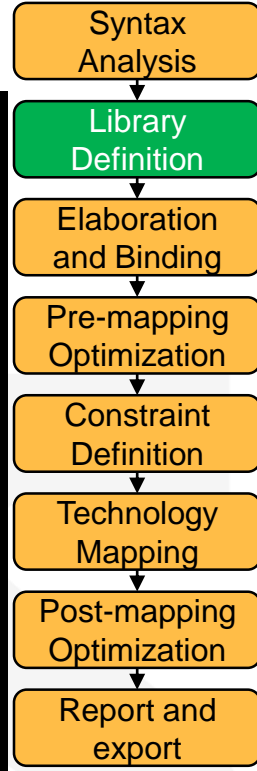 Syntax
Analysis
Library
Definition
Elaboration
and Binding
Pre-mapping
Optimization
Constraint
Definition
Technology
Mapping
Post-mapping
Optimization
Report and
export